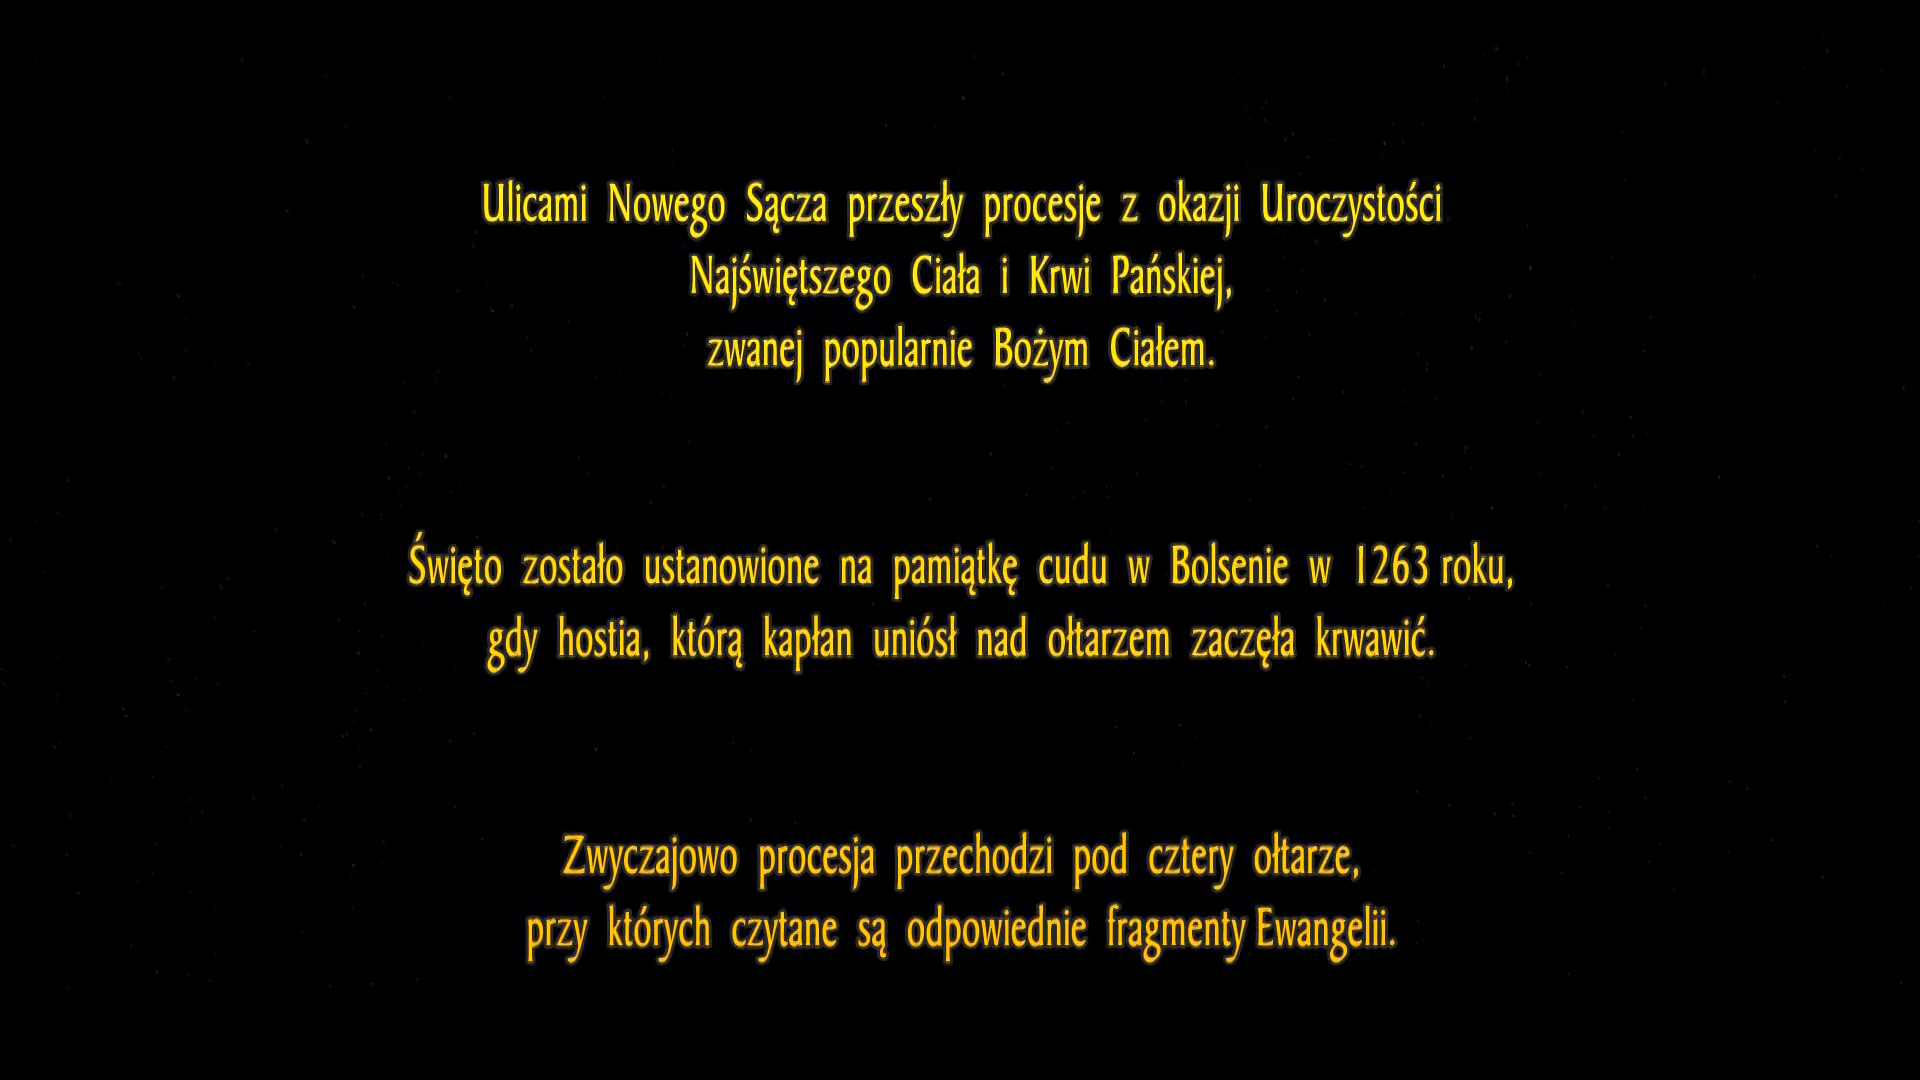 Ulicami Nowego Sącza przeszły procesje z okazji Uroczystości
Najświętszego Ciała i Krwi Pańskiej,
zwanej popularnie Bożym Ciałem.
Święto zostało ustanowione na pamiątkę cudu w Bolsenie w 1263 roku,
gdy hostia, którą kapłan uniósł nad ołtarzem zaczęła krwawić.
Zwyczajowo procesja przechodzi pod cztery ołtarze,
przy których czytane są odpowiednie fragmenty Ewangelii.